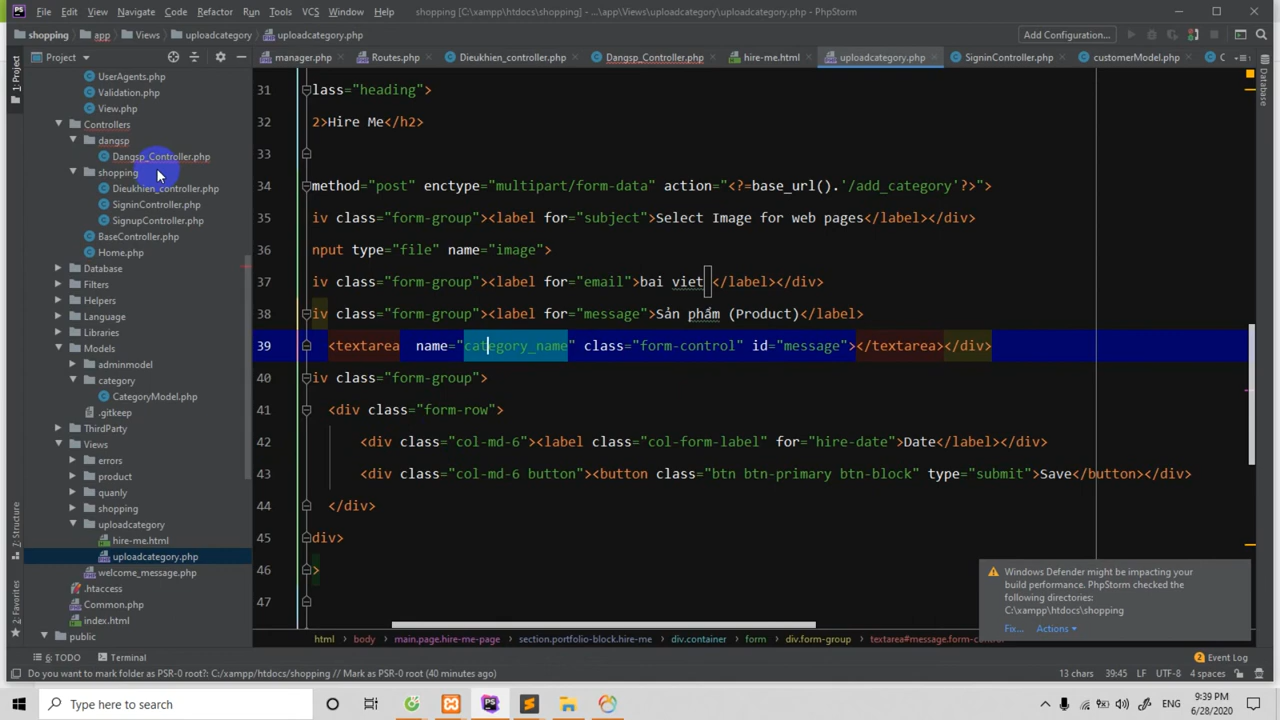 File Edit View Navigate Code Refactor Run Tools VCS Window Help shopping [C:\xampp\htdocs\shopping] - ...\app\Views\uploadcategory\uploadcategory.php - PhpStorm
shopping app Views uploadcategory uploadcategory.php Add Configuration...
Project manager.php Routes.php Dieukhien_controller.php Dangsp_Controller.php hire-me.html uploadcategory.php SigninController.php customerModel.php C
1: Project
Database
UserAgents.php
Validation.php
View.php
Controllers
dangsp
Dangsp_Controller.php
shopping
Dieukhien_controller.php
SigninController.php
SignupController.php
BaseController.php
Home.php
Database
Filters
Helpers
Language
Libraries
Models
adminmodel
category
CategoryModel.php
.gitkeep
ThirdParty
Views
errors
product
quanly
shopping
uploadcategory
hire-me.html
uploadcategory.php
welcome_message.php
.htaccess
Common.php
index.html
public
7: Structure
2: Favorites
31 lass="heading">
32 2>Hire Me</h2>
33
34 method="post" enctype="multipart/form-data" action="<?=base_url().'/add_category'?>">
35 iv class="form-group"><label for="subject">Select Image for web pages</label></div>
36 nput type="file" name="image">
37 iv class="form-group"><label for="email">bai viet </label></div>
38 iv class="form-group"><label for="message">Sản phẩm (Product)</label>
39 <textarea name="category_name" class="form-control" id="message"></textarea></div>
40 iv class="form-group">
41 <div class="form-row">
42 <div class="col-md-6"><label class="col-form-label" for="hire-date">Date</label></div>
43 <div class="col-md-6 button"><button class="btn btn-primary btn-block" type="submit">Save</button></div>
44 </div>
45 div>
46 >
47
Windows Defender might be impacting your
build performance. PhpStorm checked the
following directories:
C:\xampp\htdocs\shopping
Fix... Actions
html body main.page.hire-me-page section.portfolio-block.hire-me div.container form div.form-group textarea#message.form-control
6: TODO Terminal 2 Event Log
Do you want to mark folder as PSR-0 root?: C:/xampp/htdocs/shopping // Mark as PSR-0 root (40 minutes ago) 13 chars 39:45 LF UTF-8 4 spaces
Type here to search PS ENG 9:39 PM
6/28/2020